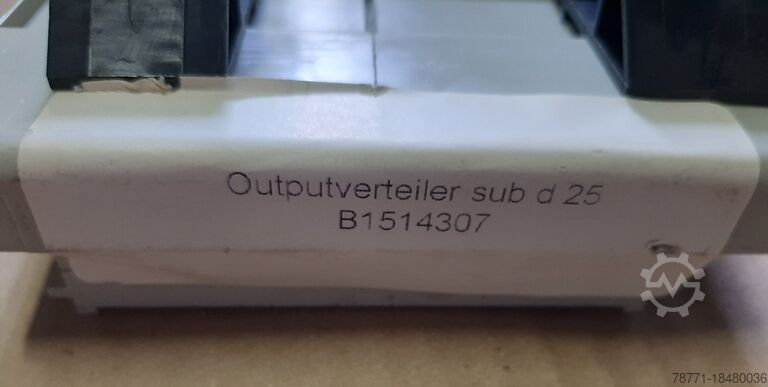 Outputverteiler sub d 25
B1514307
78771-18480036